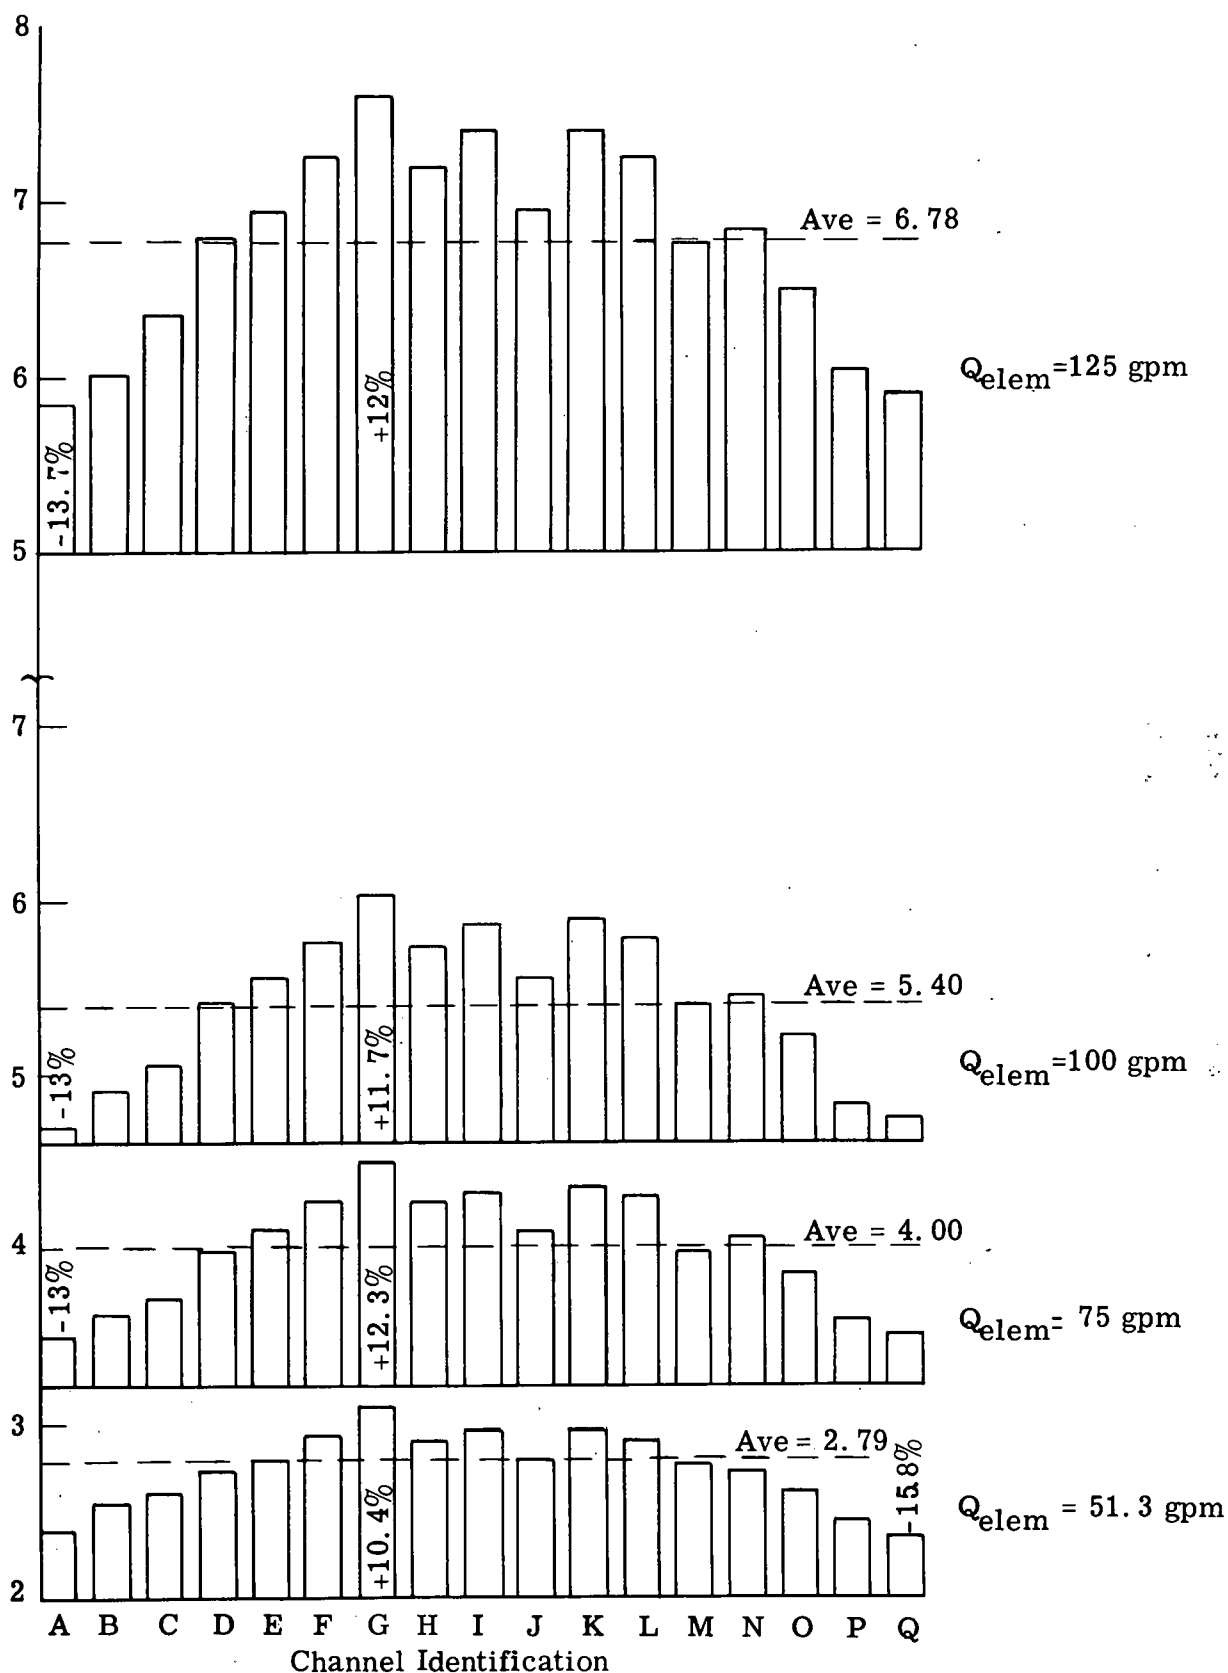 8
7
Ave = 6.78
6
Qelem=125 gpm
+12%
-13.7%
5
7
6
Ave = 5.40
5
-13%
+11.7%
Qelem=100 gpm
4
Ave = 4.00
-13%
+12.3%
Qelem= 75 gpm
3
Ave = 2.79
-15.8%
+10.4%
Qelem = 51.3 gpm
2
A B C D E F G H I J K L M N O P Q
Channel Identification